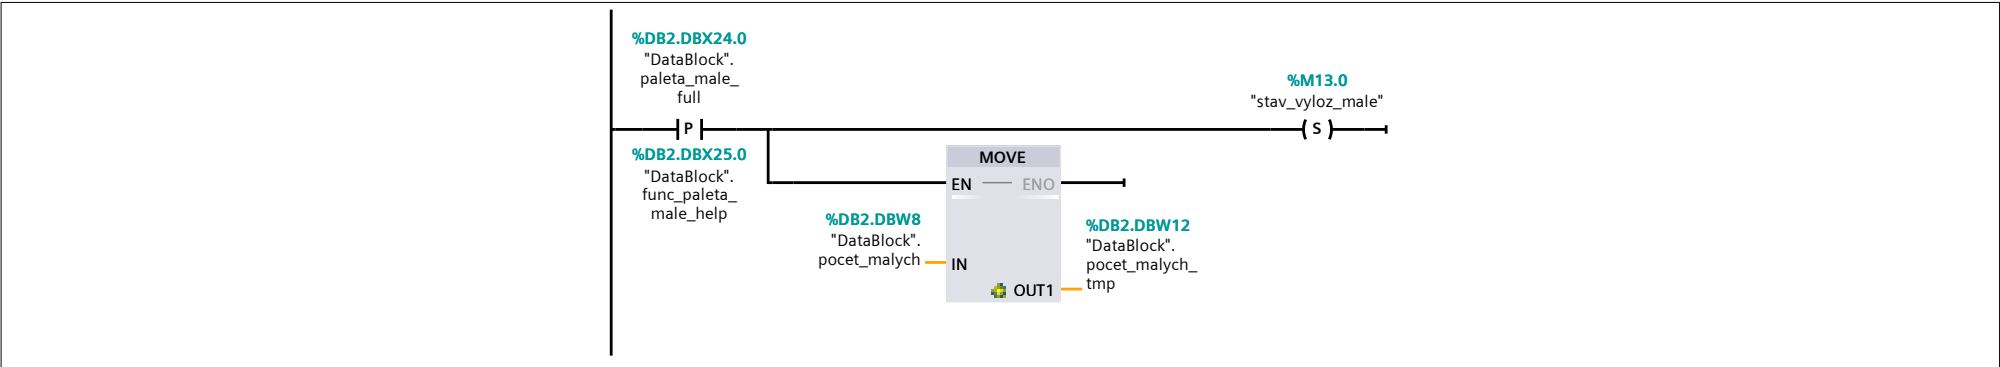 %DB2.DBX24.0
"DataBlock".
paleta_male_
full
P
%DB2.DBX25.0
"DataBlock".
func_paleta_
male_help
%M13.0
"stav_vyloz_male"
S
MOVE
EN
ENO
%DB2.DBW8
"DataBlock".
pocet_malych
IN
OUT1
%DB2.DBW12
"DataBlock".
pocet_malych_
tmp